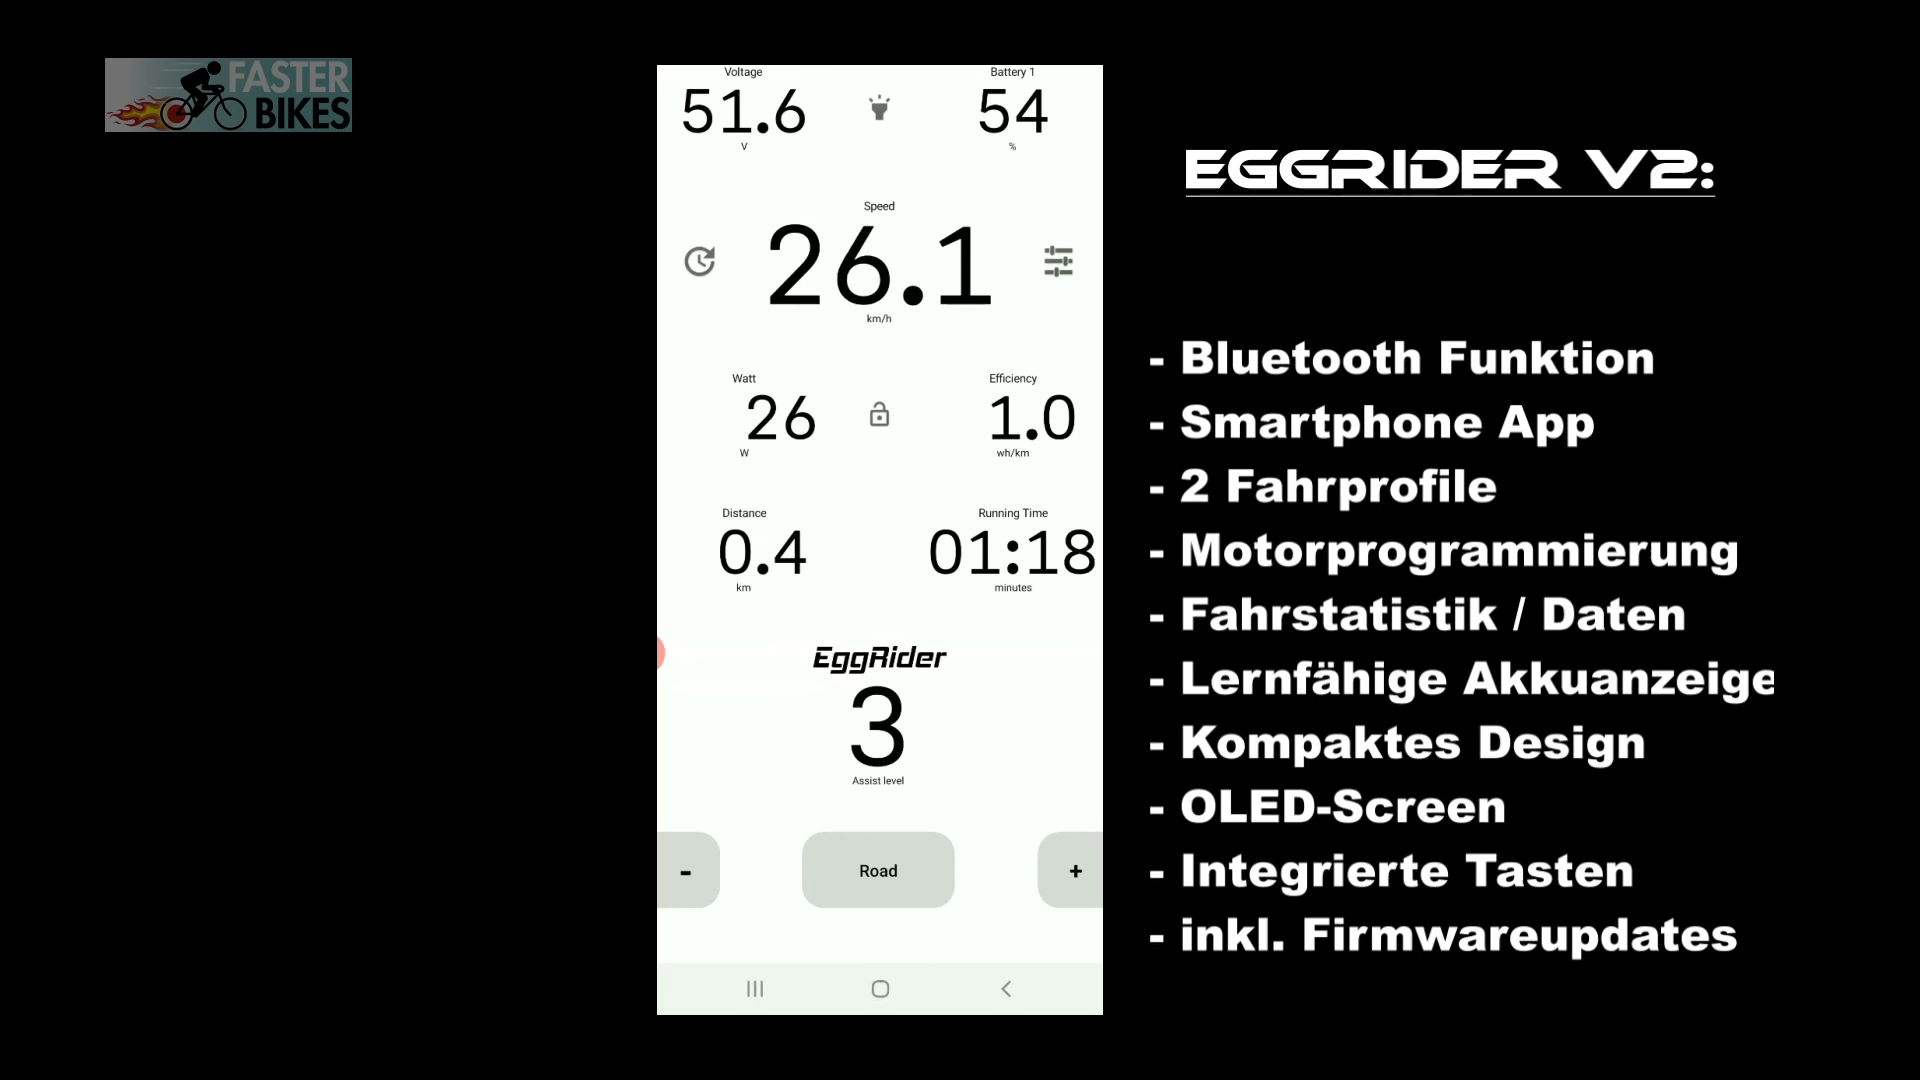 FASTER
BIKES
Voltage
51.6
V
Battery 1
54
%
Speed
26.1
km/h
Watt
26
W
Efficiency
1.0
wh/km
Distance
0.4
km
Running Time
01:18
minutes
EggRider
3
Assist level
-
Road
+
EGGRIDER V2:
- Bluetooth Funktion
- Smartphone App
- 2 Fahrprofile
- Motorprogrammierung
- Fahrstatistik / Daten
- Lernfähige Akkuanzeige
- Kompaktes Design
- OLED-Screen
- Integrierte Tasten
- inkl. Firmwareupdates